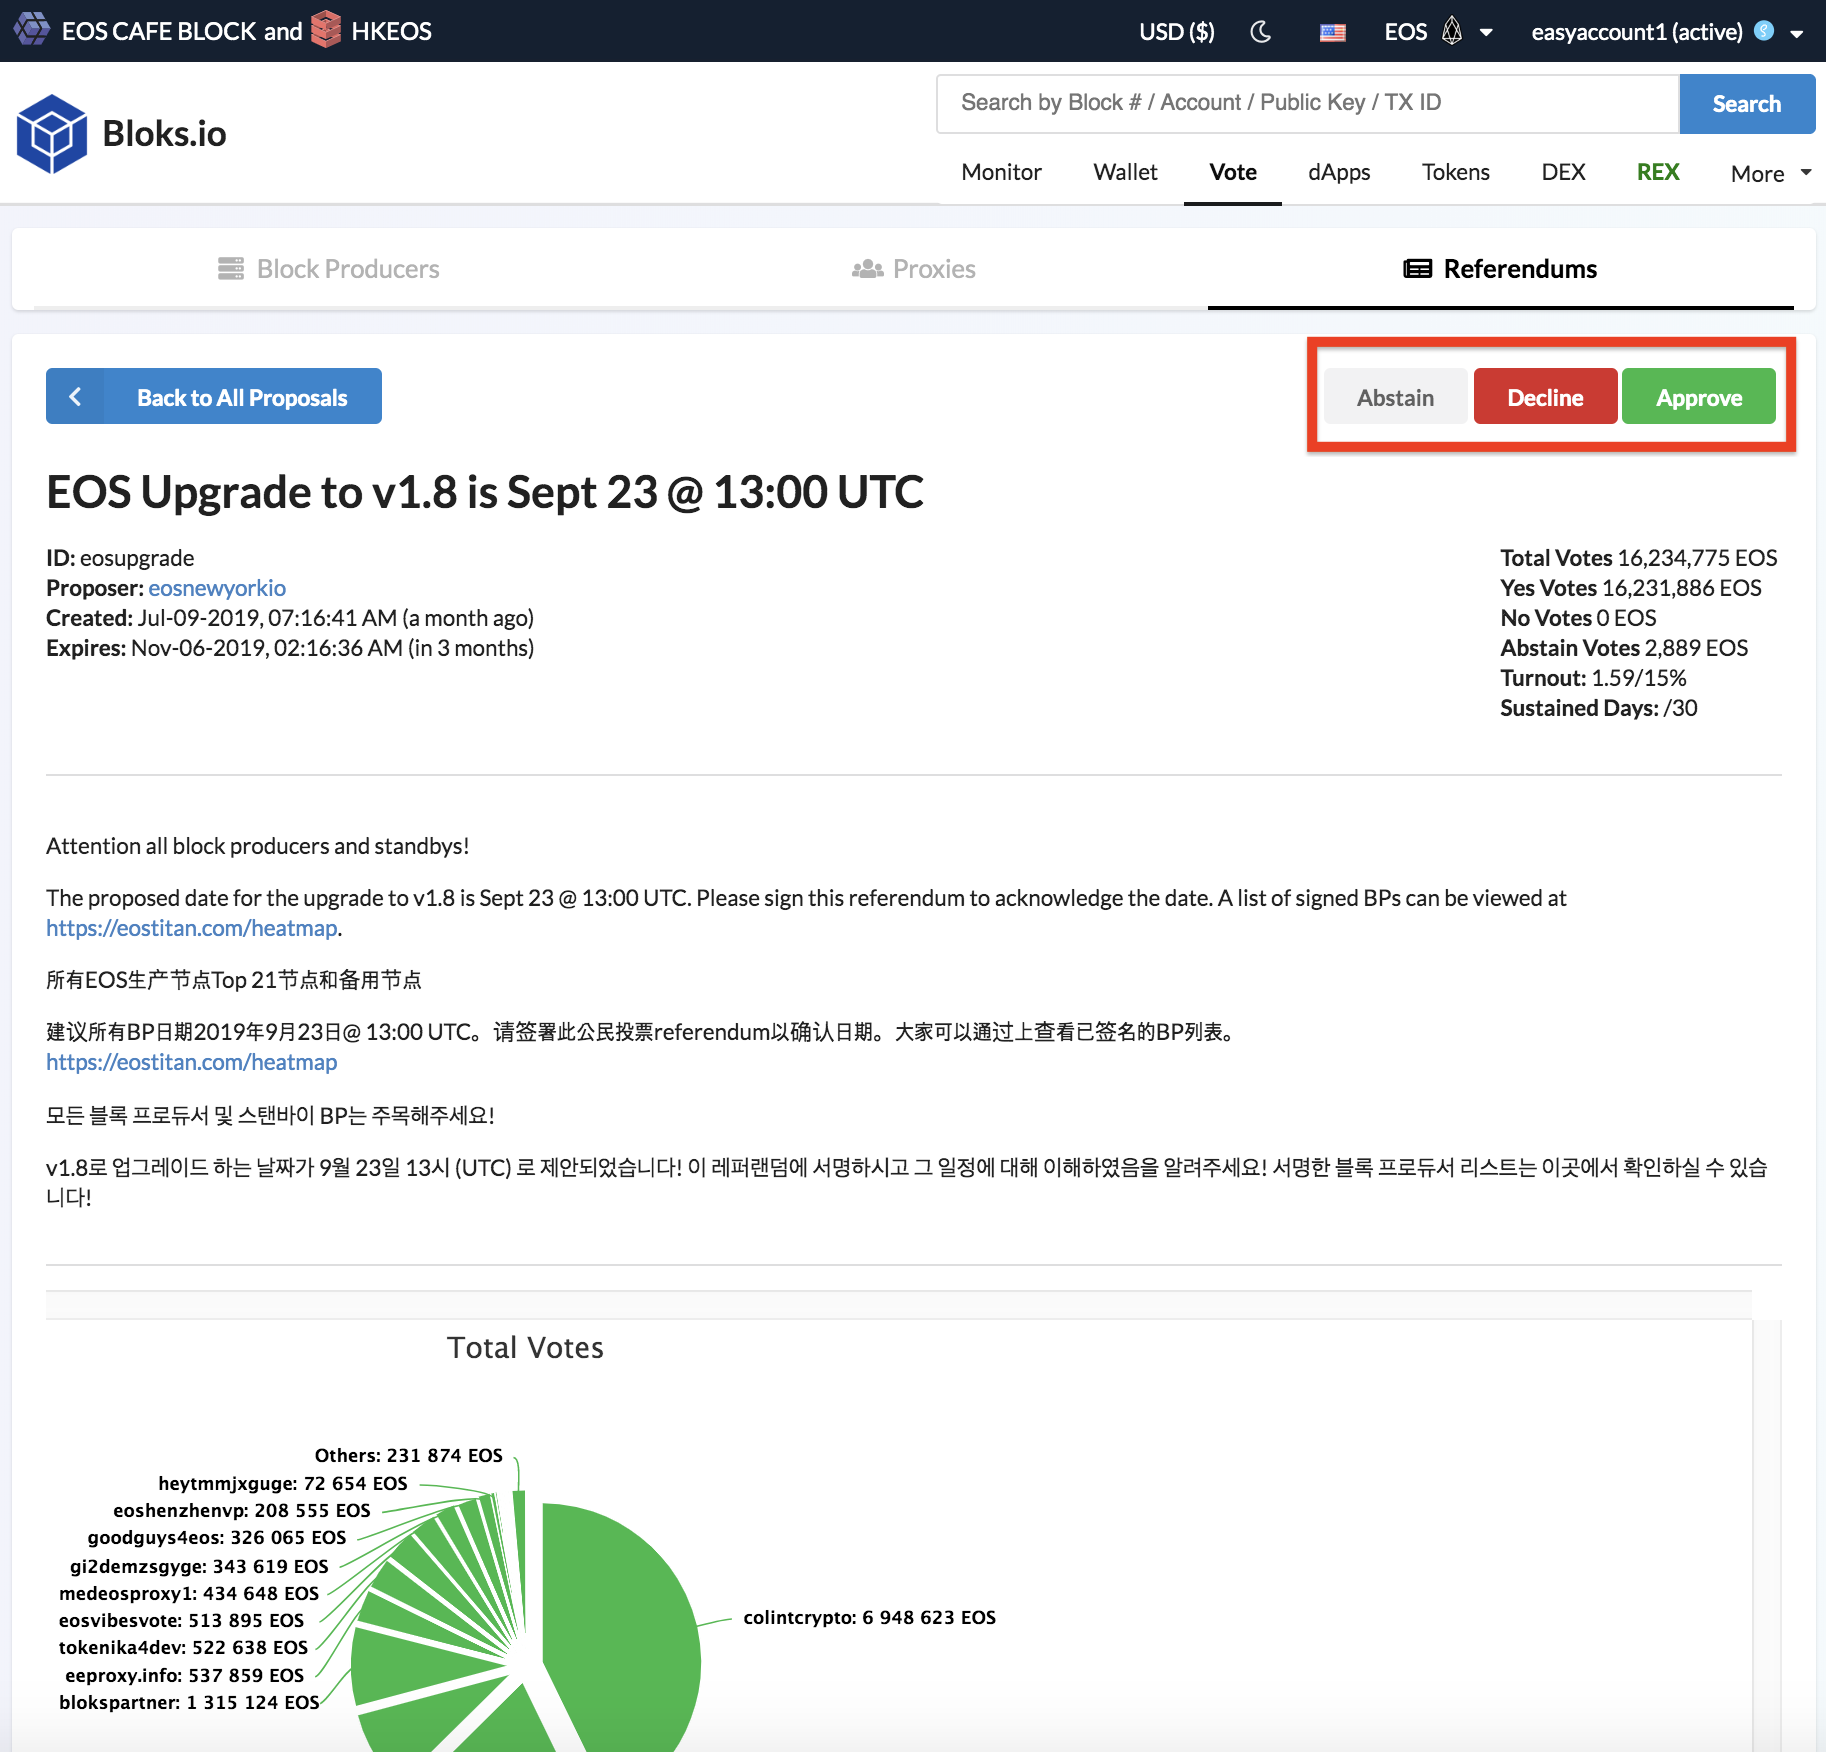 EOS CAFE BLOCK and HKEOS
USD ($)
EOS
easyaccount1 (active)
Bloks.io
Search by Block # / Account / Public Key / TX ID
Search
Monitor
Wallet
Vote
dApps
Tokens
DEX
REX
More
Block Producers
Proxies
Referendums
Back to All Proposals
Abstain
Decline
Approve
EOS Upgrade to v1.8 is Sept 23 @ 13:00 UTC
ID: eosupgrade
Proposer: eosnewyorkio
Created: Jul-09-2019, 07:16:41 AM (a month ago)
Expires: Nov-06-2019, 02:16:36 AM (in 3 months)
Total Votes 16,234,775 EOS
Yes Votes 16,231,886 EOS
No Votes 0 EOS
Abstain Votes 2,889 EOS
Turnout: 1.59/15%
Sustained Days: /30
Attention all block producers and standbys!
The proposed date for the upgrade to v1.8 is Sept 23 @ 13:00 UTC. Please sign this referendum to acknowledge the date. A list of signed BPs can be viewed at
https://eostitan.com/heatmap.
所有EOS生产节点Top 21节点和备用节点
建议所有BP日期2019年9月23日@ 13:00 UTC。请签署此公民投票referendum以确认日期。大家可以通过上查看已签名的BP列表。
https://eostitan.com/heatmap
모든 블록 프로듀서 및 스탠바이 BP는 주목해주세요!
v1.8로 업그레이드 하는 날짜가 9월 23일 13시 (UTC) 로 제안되었습니다! 이 레퍼랜덤에 서명하시고 그 일정에 대해 이해하였음을 알려주세요! 서명한 블록 프로듀서 리스트는 이곳에서 확인하실 수 있습
니다!
Total Votes
Others: 231 874 EOS
heytmmjxguge: 72 654 EOS
eoshenzhenvp: 208 555 EOS
goodguys4eos: 326 065 EOS
gi2demzsgyge: 343 619 EOS
medeosproxy1: 434 648 EOS
eosvibesvote: 513 895 EOS
tokenika4dev: 522 638 EOS
eeproxy.info: 537 859 EOS
blokspartner: 1 315 124 EOS
colintcrypto: 6 948 623 EOS